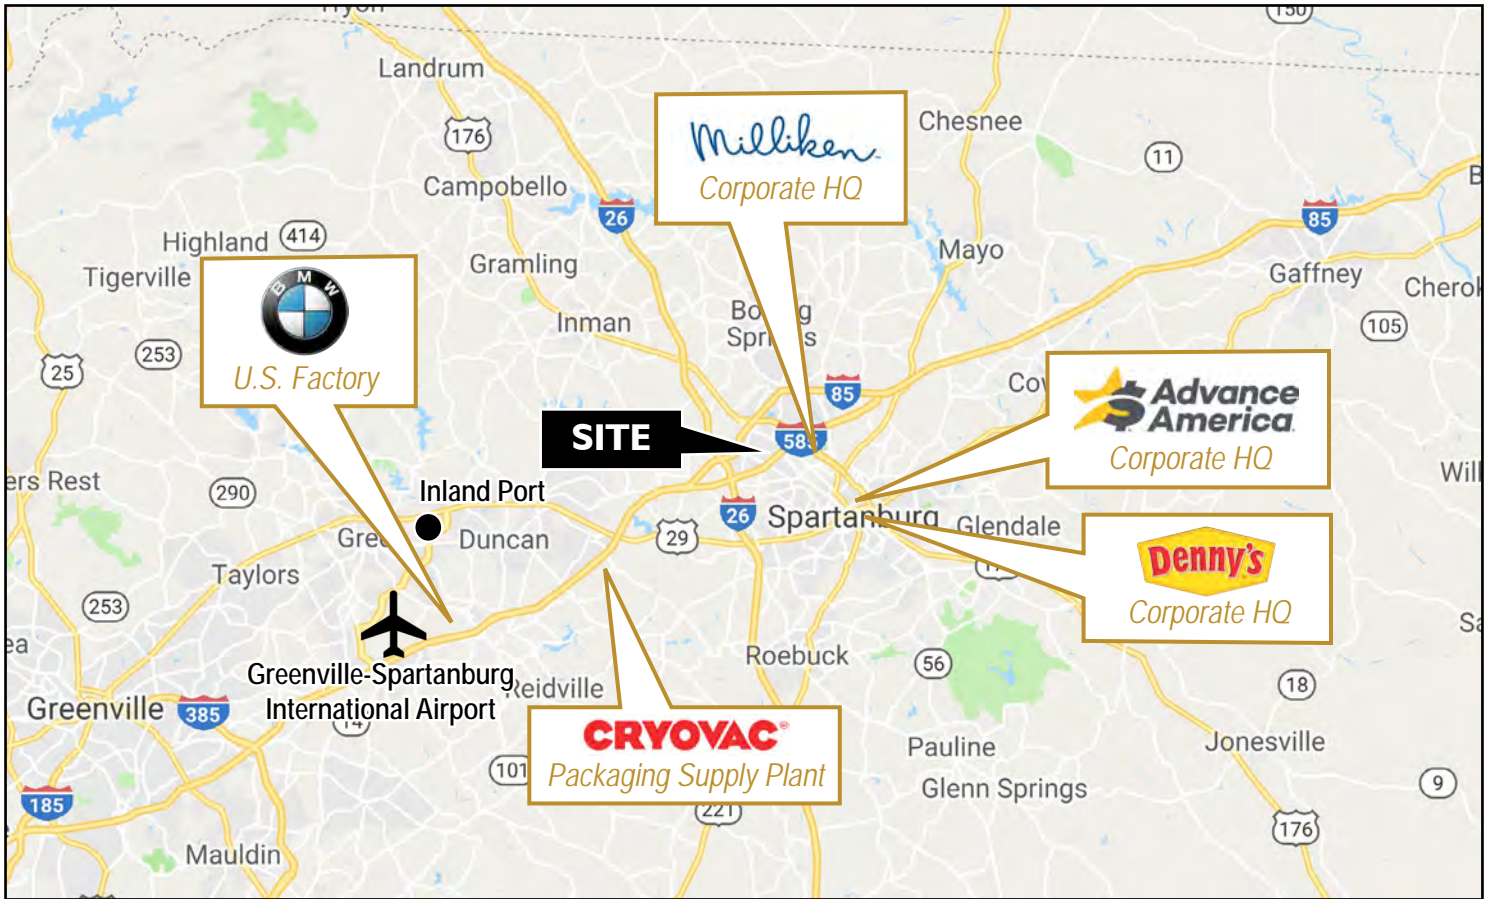 150
Landrum
Milliken
Corporate HQ
Chesnee
176
11
Campobello
26
85
Highland
414
Mayo
Gramling
Tigerville
Gaffney
BMW
U.S. Factory
Inman
105
253
25
85
Advance
America
Corporate HQ
SITE
290
Inland Port
26
Spartanburg
Glendale
29
Duncan
Denny's
Corporate HQ
Taylors
253
Roebuck
56
Greenville-Spartanburg
International Airport
Reidville
18
Greenville
385
CRYOVAC
Packaging Supply Plant
Pauline
Jonesville
101
Glenn Springs
9
185
221
176
Mauldin